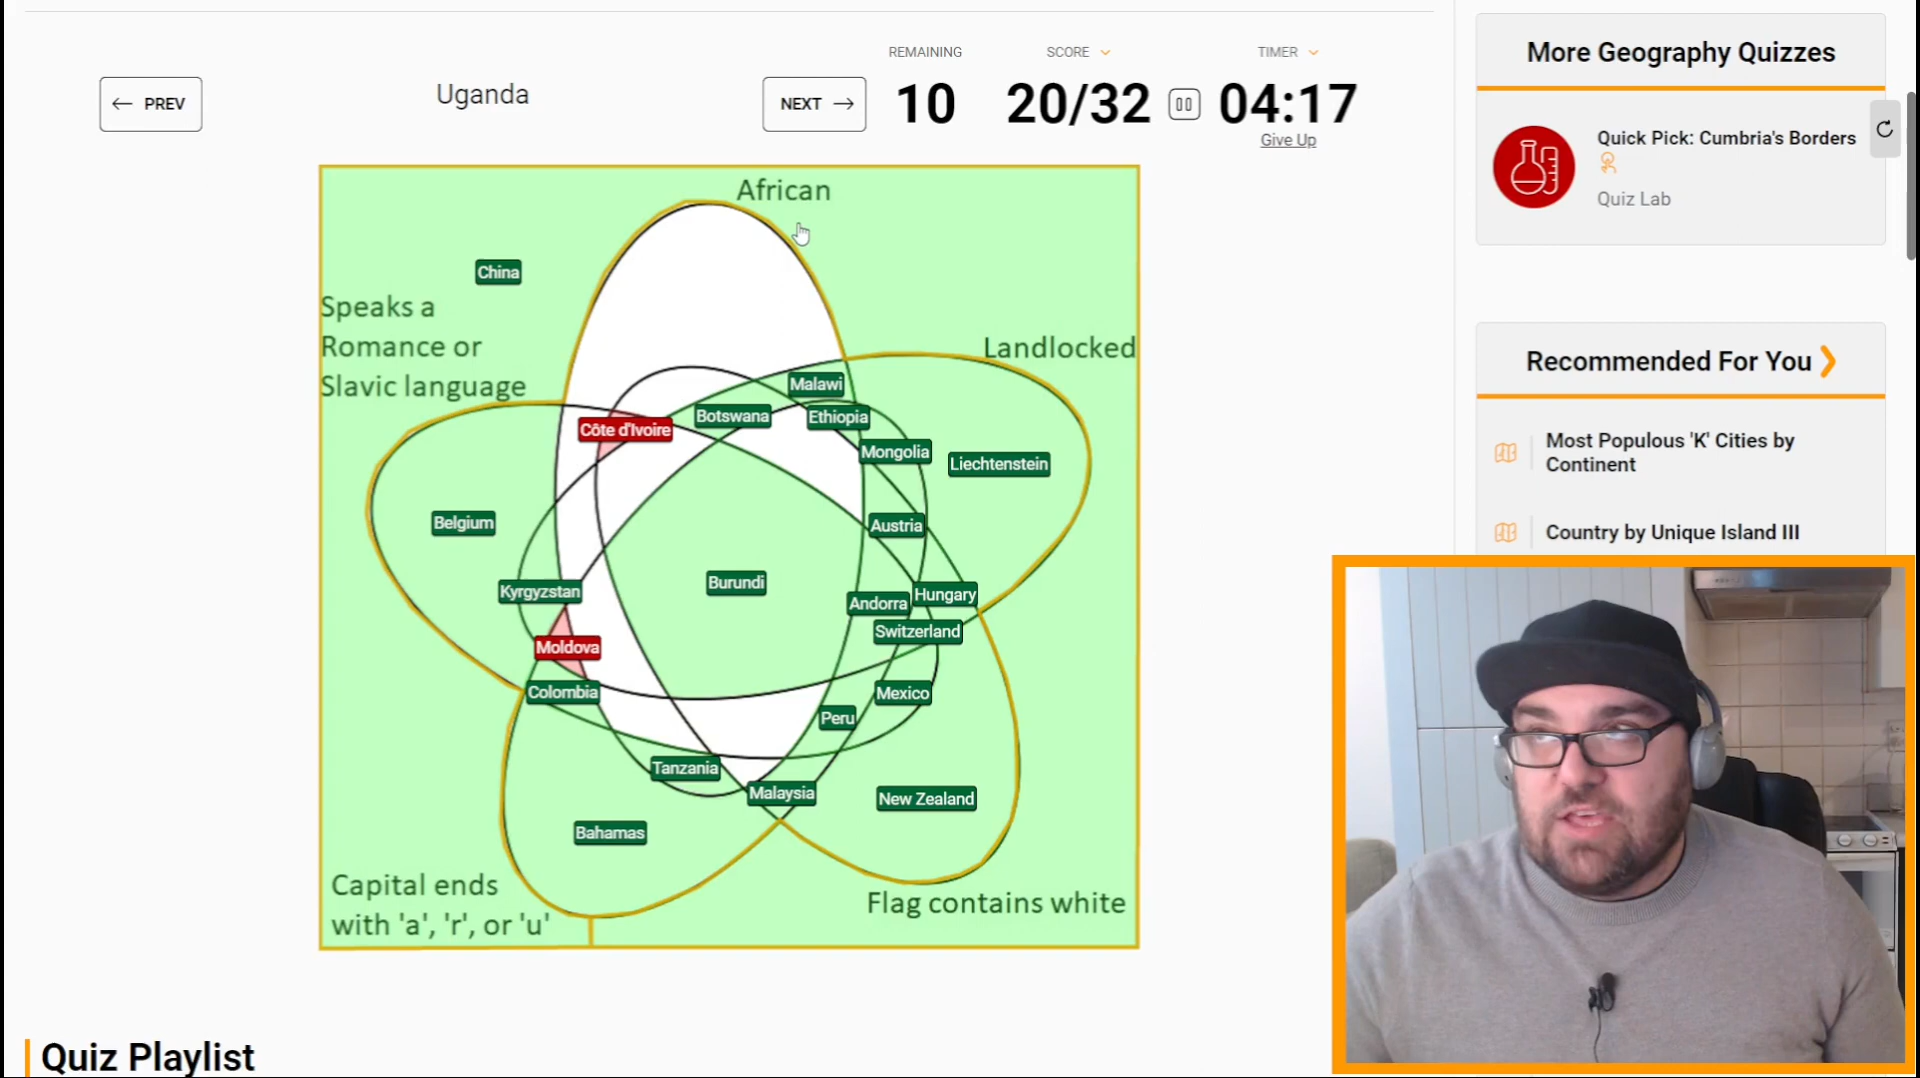 REMAINING
SCORE
TIMER
← PREV
Uganda
NEXT →
10
20/32
04:17
Give Up
More Geography Quizzes
Quick Pick: Cumbria's Borders
Quiz Lab
Recommended For You
Most Populous 'K' Cities by
Continent
Country by Unique Island III
African
China
Speaks a
Romance or
Slavic language
Landlocked
Malawi
Botswana
Ethiopia
Côte d'Ivoire
Mongolia
Liechtenstein
Belgium
Austria
Burundi
Kyrgyzstan
Andorra
Hungary
Switzerland
Moldova
Colombia
Mexico
Peru
Tanzania
Malaysia
New Zealand
Bahamas
Capital ends
with 'a', 'r', or 'u'
Flag contains white
Quiz Playlist